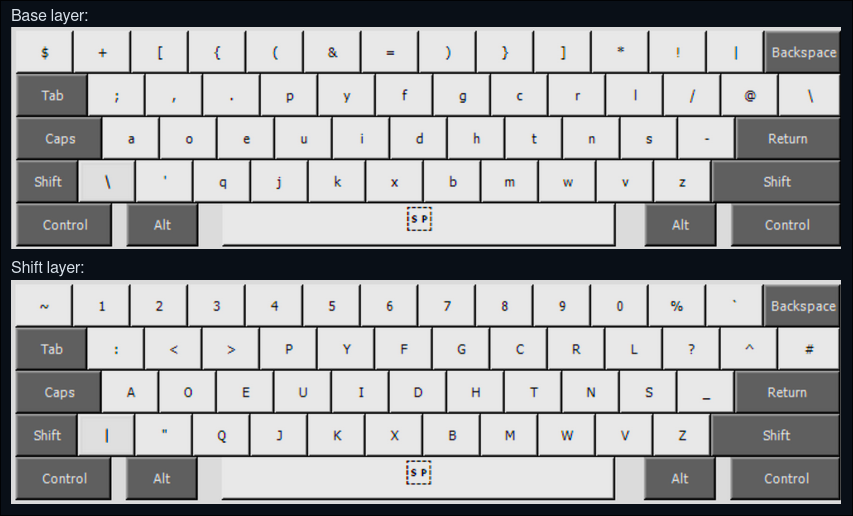 Base layer:
$ + [ { ( & = ) } ] * ! | Backspace
Tab ; , . p y f g c r l / @ \
Caps a o e u i d h t n s - Return
Shift \ ' q j k x b m w v z Shift
Control Alt SP Alt Control
Shift layer:
~ 1 2 3 4 5 6 7 8 9 0 % ` Backspace
Tab : < > P Y F G C R L ? ^ #
Caps A O E U I D H T N S _ Return
Shift | " Q J K X B M W V Z Shift
Control Alt SP Alt Control